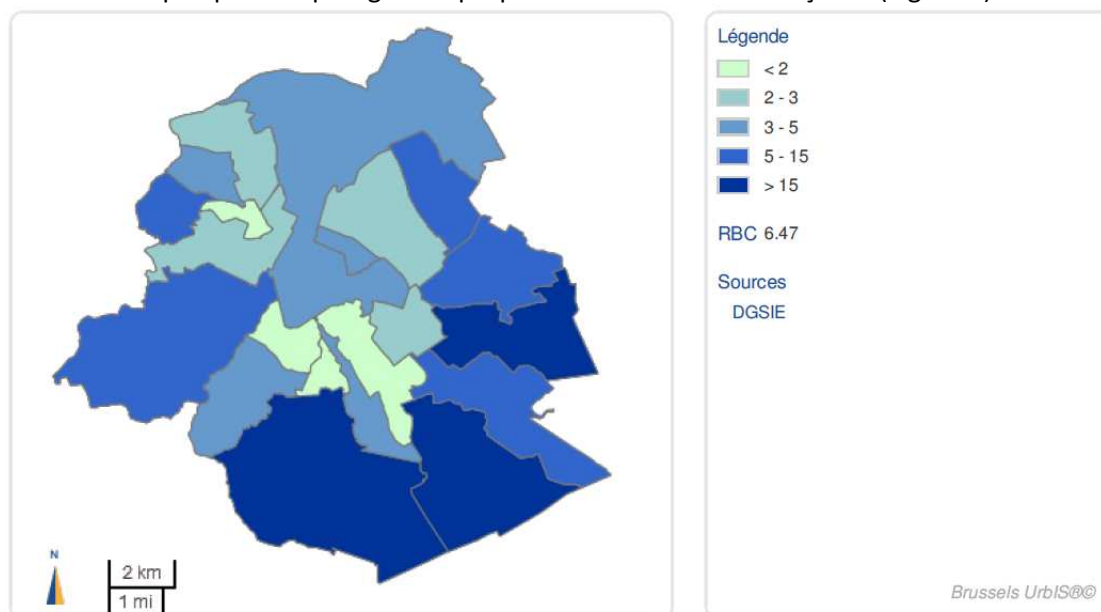 Légende
< 2
2 - 3
3 - 5
5 - 15
> 15
RBC 6.47
Sources
DGSIE
N
2 km
1 mi
Brussels UrbIS®©